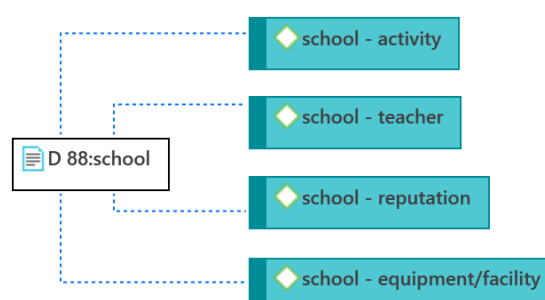 school - activity
school - teacher
D 88:school
school - reputation
school - equipment/facility